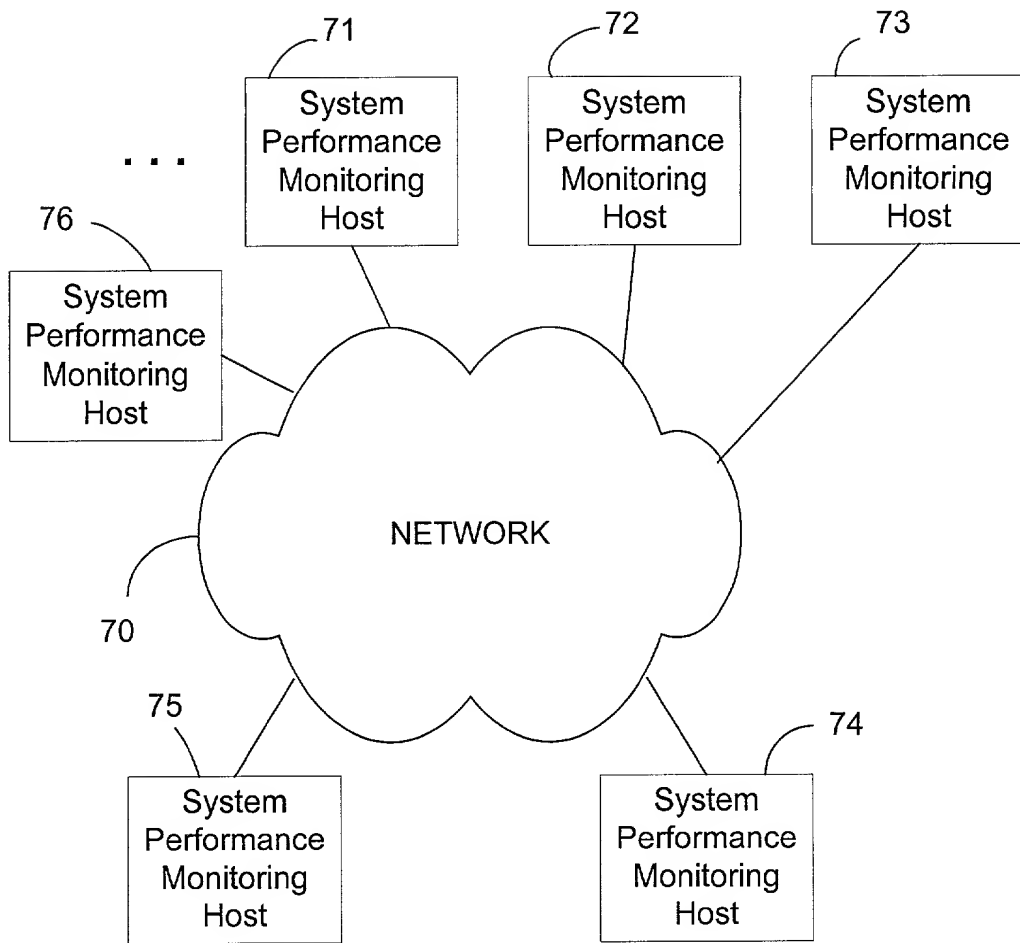 71
72
73
System
Performance
Monitoring
Host
System
Performance
Monitoring
Host
System
Performance
Monitoring
Host
. . .
76
System
Performance
Monitoring
Host
NETWORK
70
75
74
System
Performance
Monitoring
Host
System
Performance
Monitoring
Host